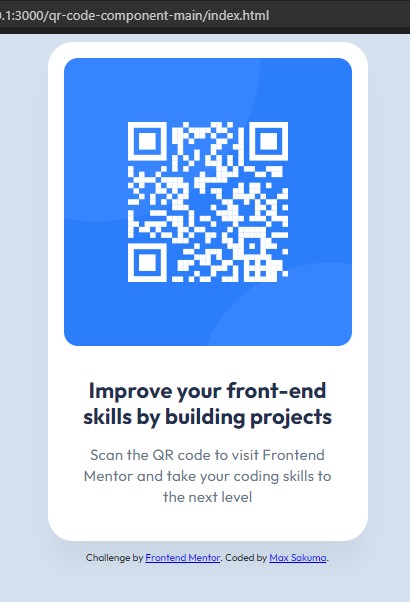 0.1:3000/qr-code-component-main/index.html
Improve your front-end
skills by building projects
Scan the QR code to visit Frontend
Mentor and take your coding skills to
the next level
Challenge by Frontend Mentor. Coded by Max Sakuma.